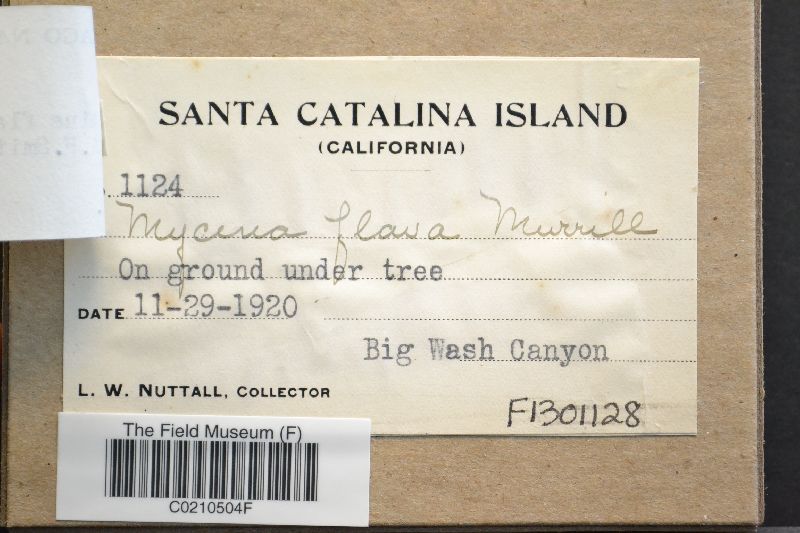 SANTA CATALINA ISLAND
(CALIFORNIA)
1124
Mycena flava Murrill
On ground under tree
DATE 11-29-1920
Big Wash Canyon
L. W. NUTTALL, COLLECTOR
F1301128
The Field Museum (F)
C0210504F